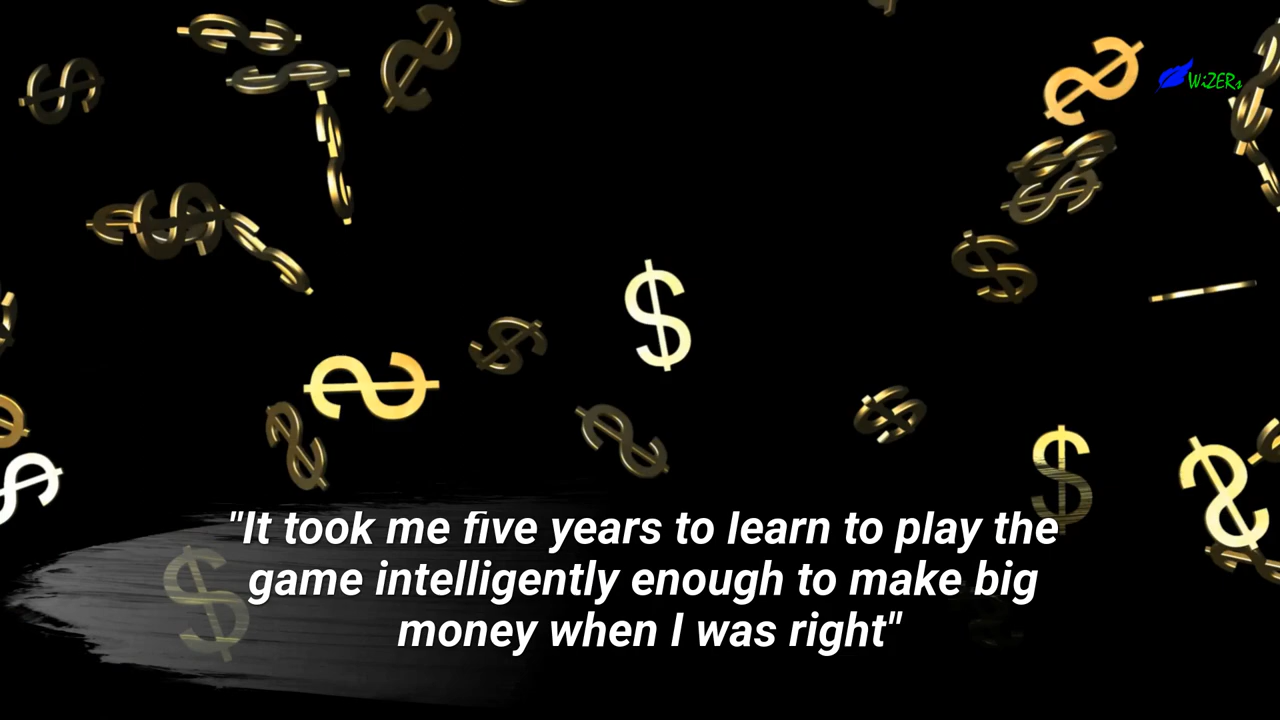 WiZERs
"It took me five years to learn to play the
game intelligently enough to make big
money when I was right"